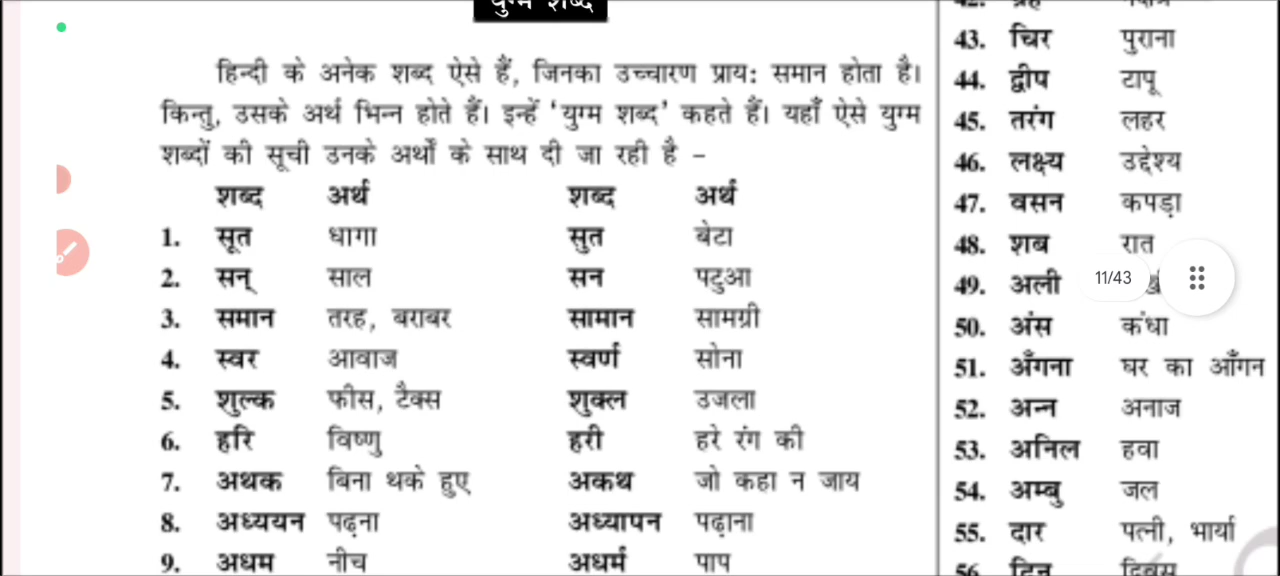 युग्म शब्द
हिन्दी के अनेक शब्द ऐसे हैं, जिनका उच्चारण प्राय: समान होता है।
किन्तु, उसके अर्थ भिन्न होते हैं। इन्हें ‘युग्म शब्द’ कहते हैं। यहाँ ऐसे युग्म
शब्दों की सूची उनके अर्थों के साथ दी जा रही है –
शब्द अर्थ शब्द अर्थ
1. सूत धागा सुत बेटा
2. सन् साल सन पटुआ
3. समान तरह, बराबर सामान सामग्री
4. स्वर आवाज स्वर्ण सोना
5. शुल्क फीस, टैक्स शुक्ल उजला
6. हरि विष्णु हरी हरे रंग की
7. अथक बिना थके हुए अकथ जो कहा न जाय
8. अध्ययन पढ़ना अध्यापन पढ़ाना
9. अधम नीच अधर्म पाप
43. चिर पुराना
44. द्वीप टापू
45. तरंग लहर
46. लक्ष्य उद्देश्य
47. वसन कपड़ा
48. शब रात
49. अली
50. अंस कंधा
51. अँगना घर का आँगन
52. अन्न अनाज
53. अनिल हवा
54. अम्बु जल
55. दार पत्नी, भार्या
56. दिन दिवस
11/43